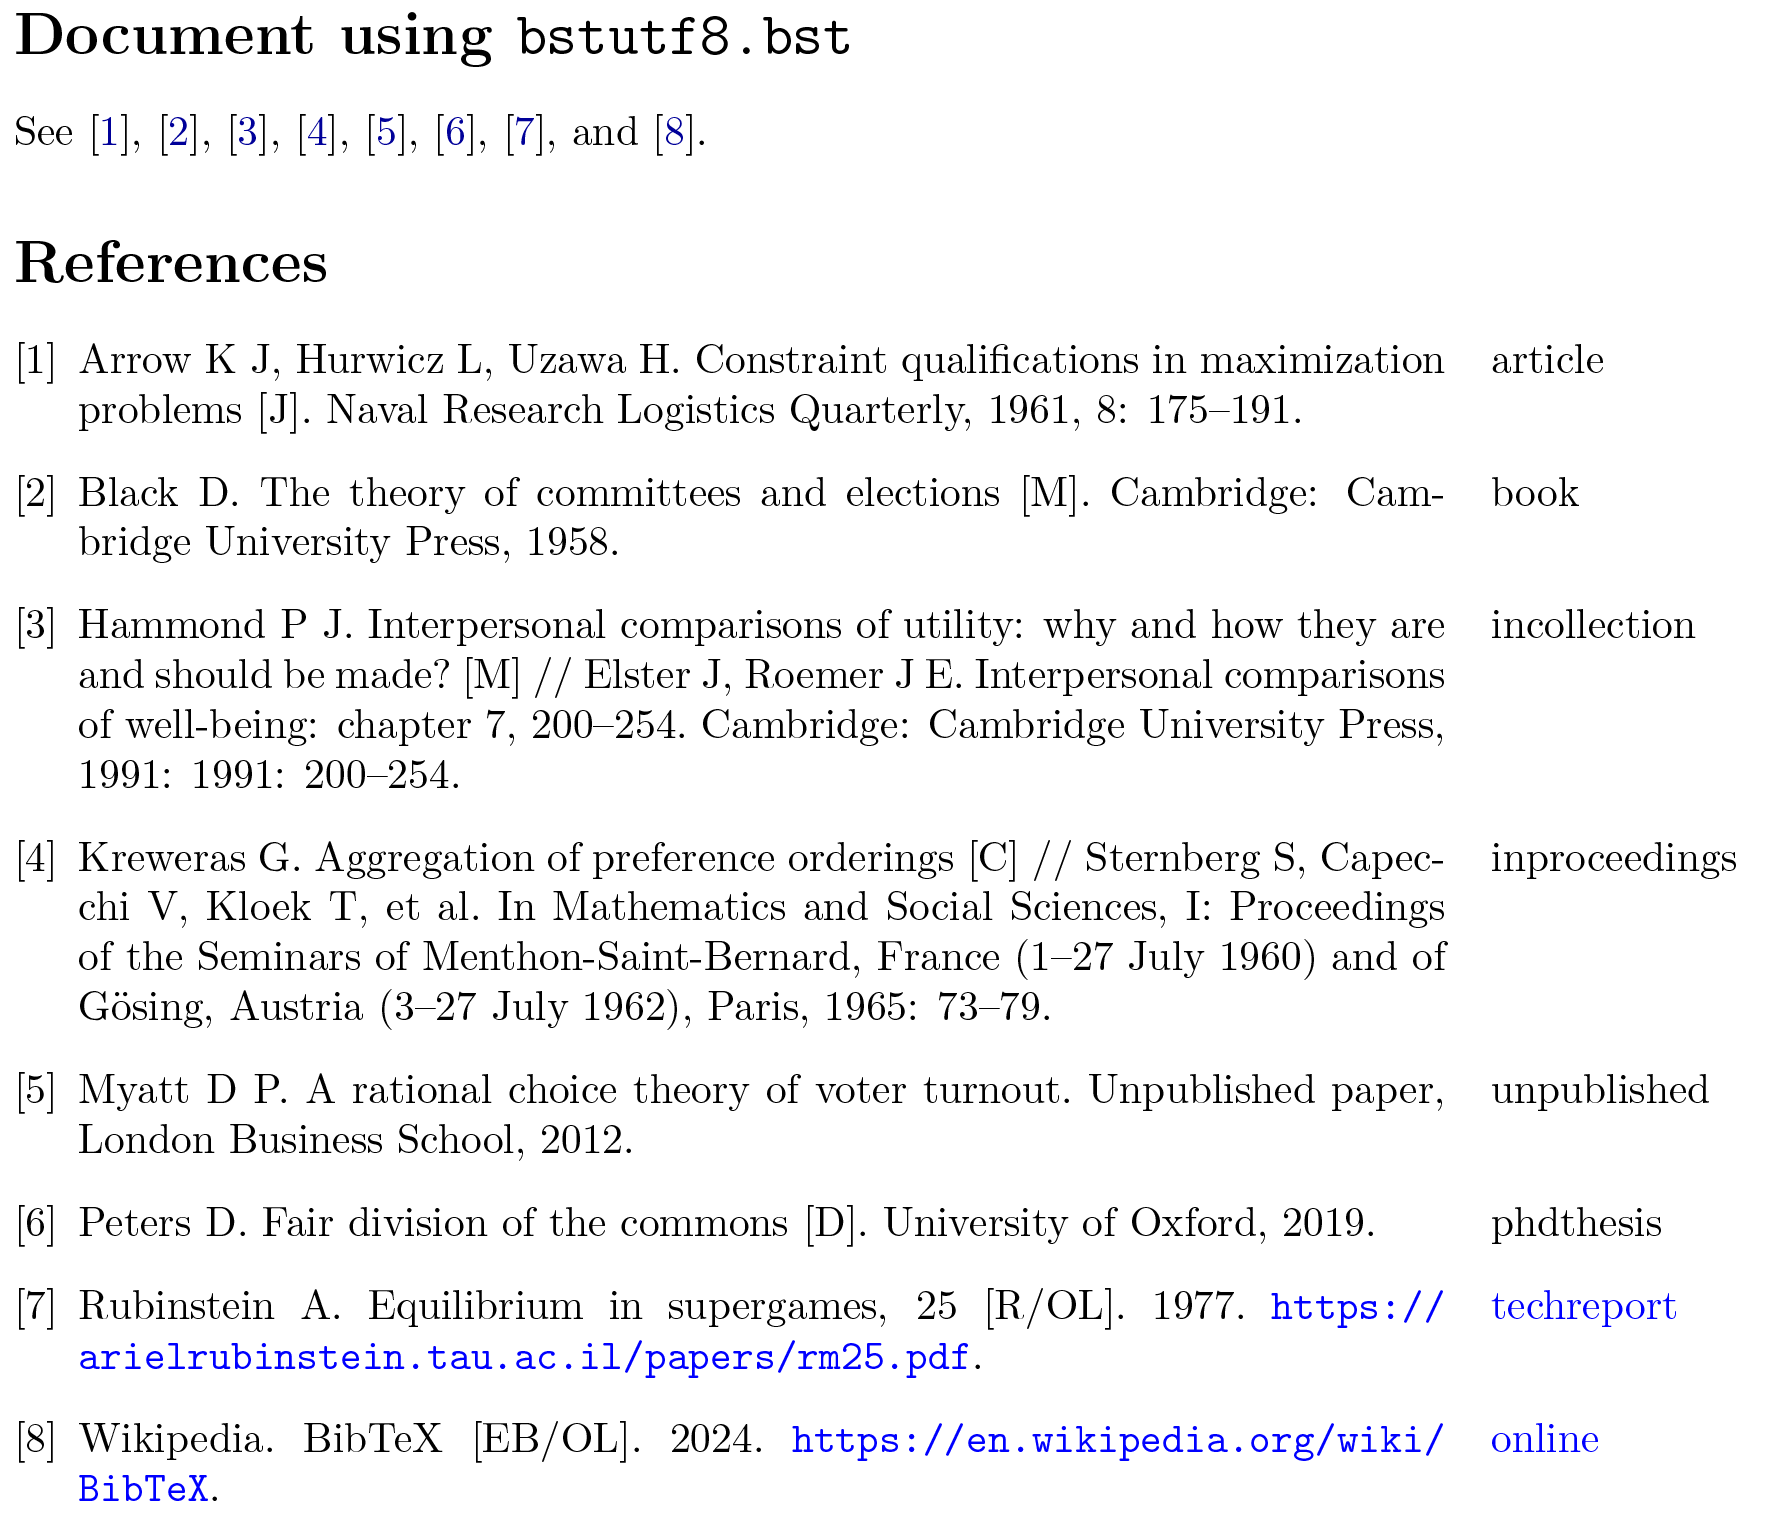 Document using bstutf8.bst
See [1], [2], [3], [4], [5], [6], [7], and [8].
References
[1] Arrow K J, Hurwicz L, Uzawa H. Constraint qualifications in maximization article
problems [J]. Naval Research Logistics Quarterly, 1961, 8: 175–191.
[2] Black D. The theory of committees and elections [M]. Cambridge: Cam- book
bridge University Press, 1958.
[3] Hammond P J. Interpersonal comparisons of utility: why and how they are incollection
and should be made? [M] // Elster J, Roemer J E. Interpersonal comparisons
of well-being: chapter 7, 200–254. Cambridge: Cambridge University Press,
1991: 1991: 200–254.
[4] Kreweras G. Aggregation of preference orderings [C] // Sternberg S, Capec- inproceedings
chi V, Kloek T, et al. In Mathematics and Social Sciences, I: Proceedings
of the Seminars of Menthon-Saint-Bernard, France (1–27 July 1960) and of
Gösing, Austria (3–27 July 1962), Paris, 1965: 73–79.
[5] Myatt D P. A rational choice theory of voter turnout. Unpublished paper, unpublished
London Business School, 2012.
[6] Peters D. Fair division of the commons [D]. University of Oxford, 2019. phdthesis
[7] Rubinstein A. Equilibrium in supergames, 25 [R/OL]. 1977. https:// techreport
arielrubinstein.tau.ac.il/papers/rm25.pdf.
[8] Wikipedia. BibTeX [EB/OL]. 2024. https://en.wikipedia.org/wiki/ online
BibTeX.